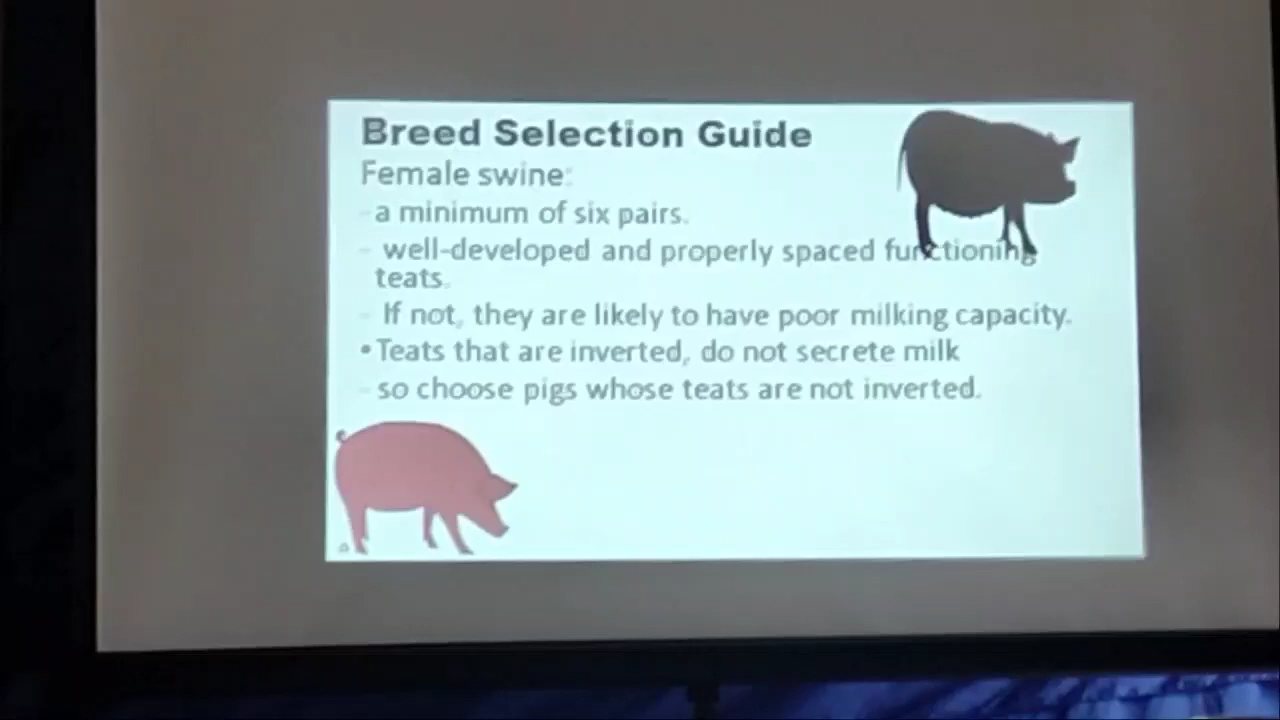 Breed Selection Guide
Female swine:
- a minimum of six pairs.
- well-developed and properly spaced functioning
teats.
- If not, they are likely to have poor milking capacity.
• Teats that are inverted, do not secrete milk
- so choose pigs whose teats are not inverted.